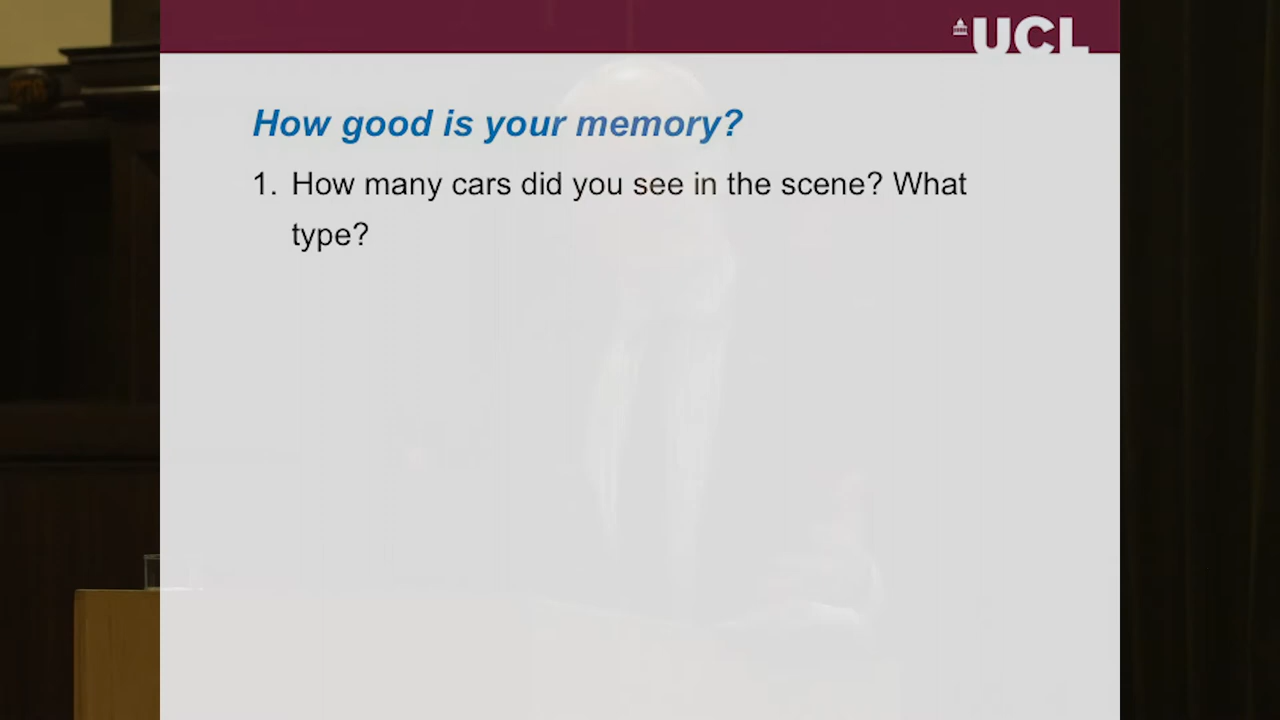 UCL
How good is your memory?
1. How many cars did you see in the scene? What
type?